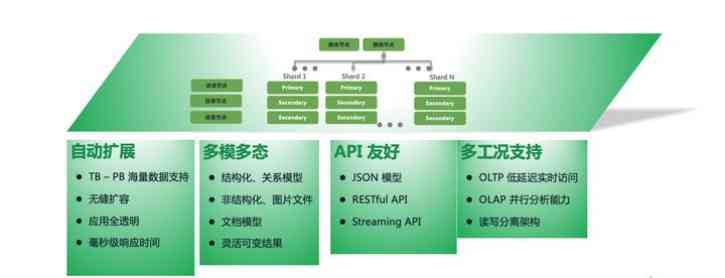 Shard 1
Shard 2
Shard N
Primary
Primary
Primary
Secondary
Secondary
Secondary
Secondary
Secondary
Secondary
自动扩展
TB – PB 海量数据支持
无缝扩容
应用全透明
毫秒级响应时间
多模多态
结构化、关系模型
非结构化、图片文件
文档模型
灵活可变结果
API 友好
JSON 模型
RESTful API
Streaming API
多工况支持
OLTP 低延迟实时访问
OLAP 并行分析能力
读写分离架构